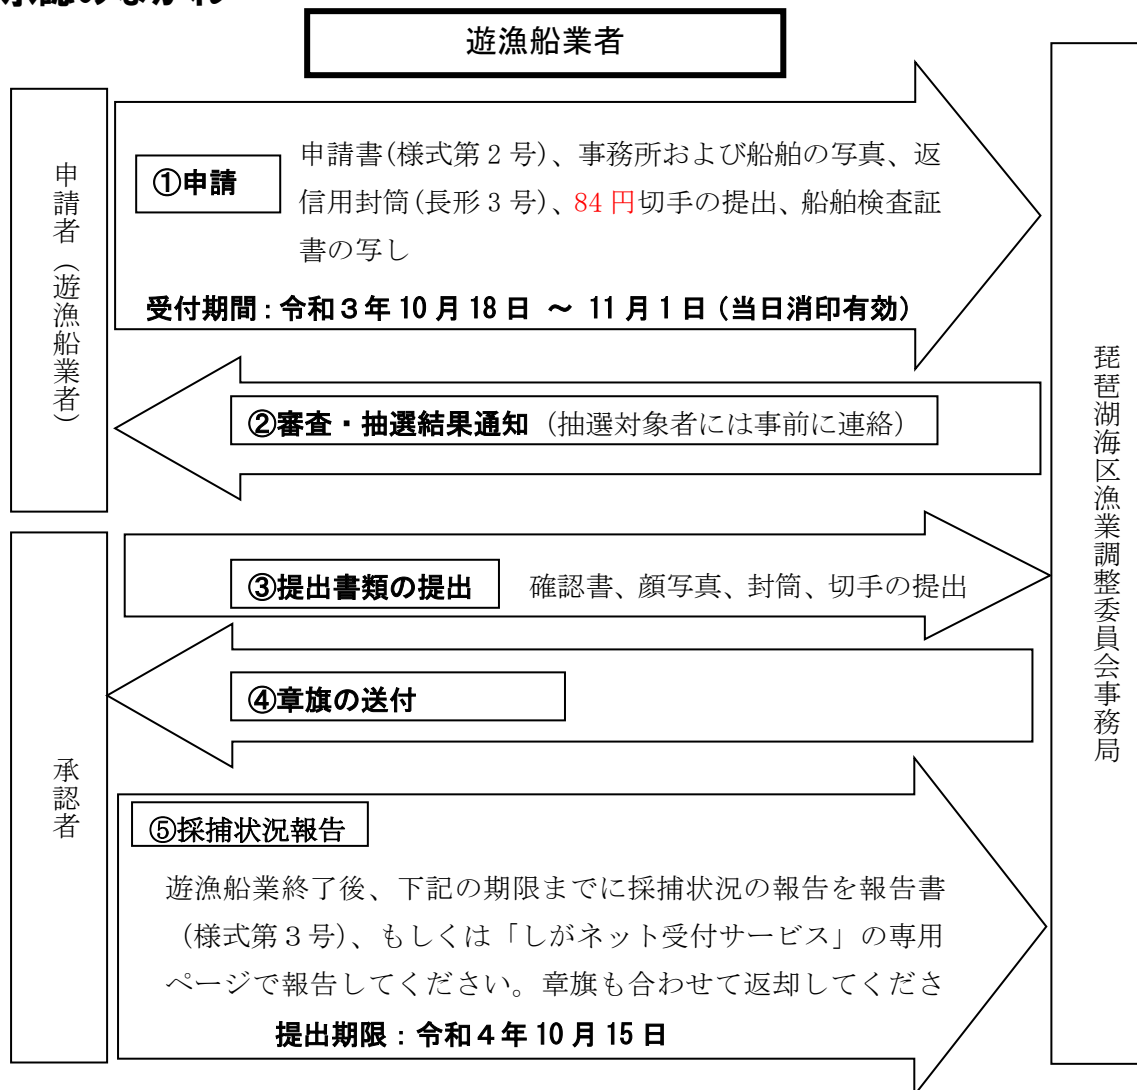 遊漁船業者
申請者（遊漁船業者）
①申請
申請書(様式第２号)、事務所および船舶の写真、返
信用封筒(長形３号)、84円切手の提出、船舶検査証
書の写し
受付期間：令和３年10月18日 ～ 11月1日（当日消印有効）
②審査・抽選結果通知（抽選対象者には事前に連絡）
琵琶湖海区漁業調整委員会事務局
承認者
③提出書類の提出
確認書、顔写真、封筒、切手の提出
④章旗の送付
⑤採捕状況報告
遊漁船業終了後、下記の期限までに採捕状況の報告を報告書
（様式第３号）、もしくは「しがネット受付サービス」の専用
ページで報告してください。章旗も合わせて返却してくださ
提出期限：令和４年10月15日